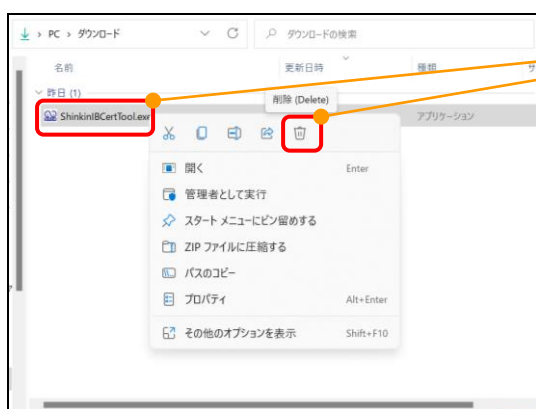 PC > ダウンロード ダウンロードの検索
名前 更新日時 種類 サ
昨日 (1)
削除 (Delete)
ShinkinIBCertTool.exe アプリケーション
開く Enter
管理者として実行
スタート メニューにピン留めする
ZIP ファイルに圧縮する
パスのコピー
プロパティ Alt+Enter
その他のオプションを表示 Shift+F10